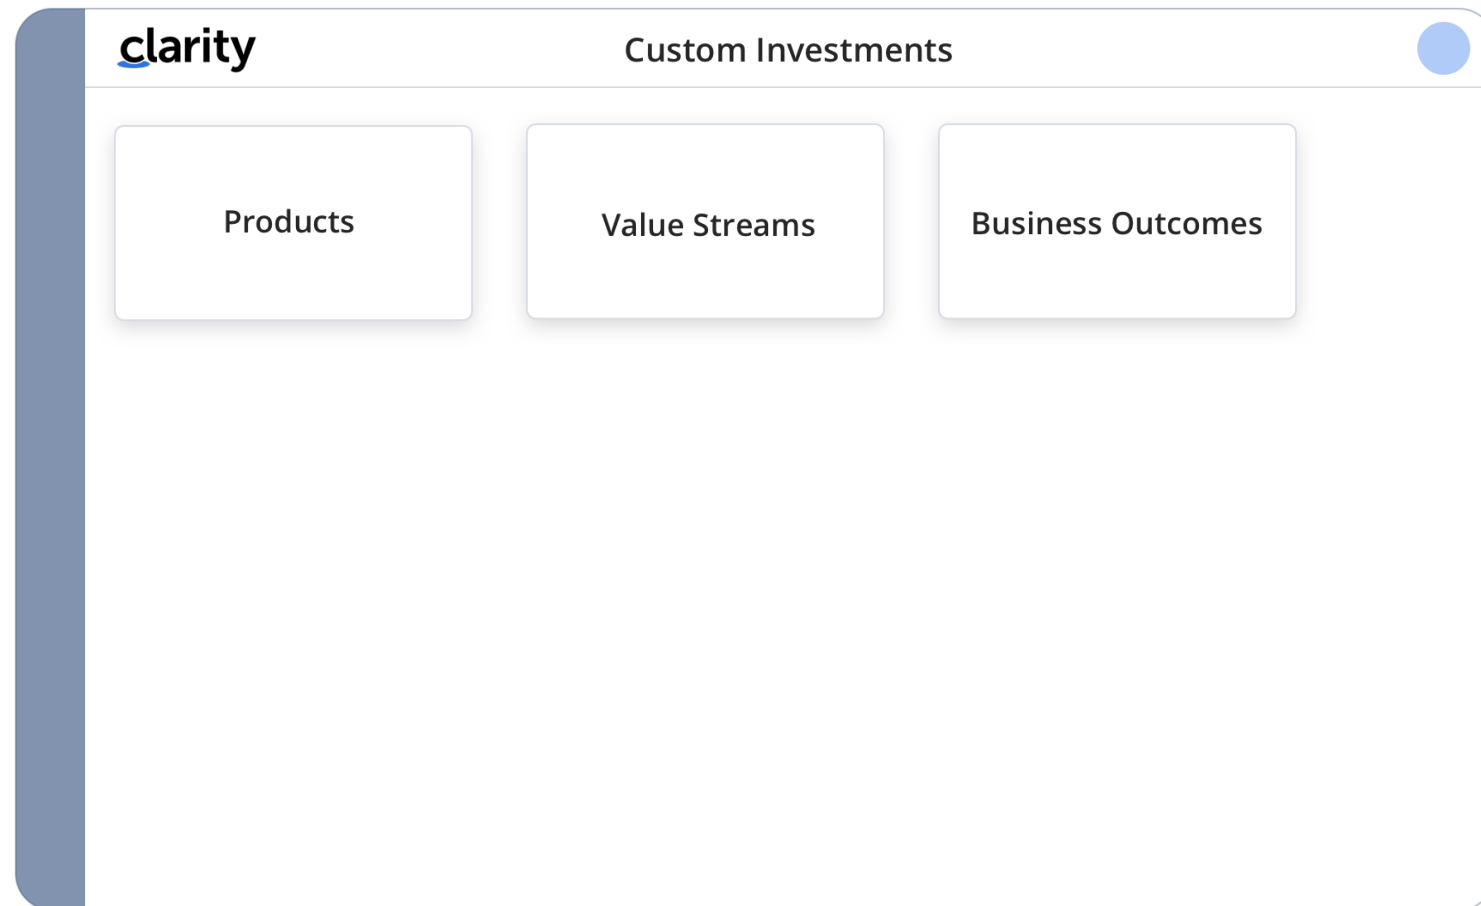 clarity
Custom Investments
Products
Value Streams
Business Outcomes